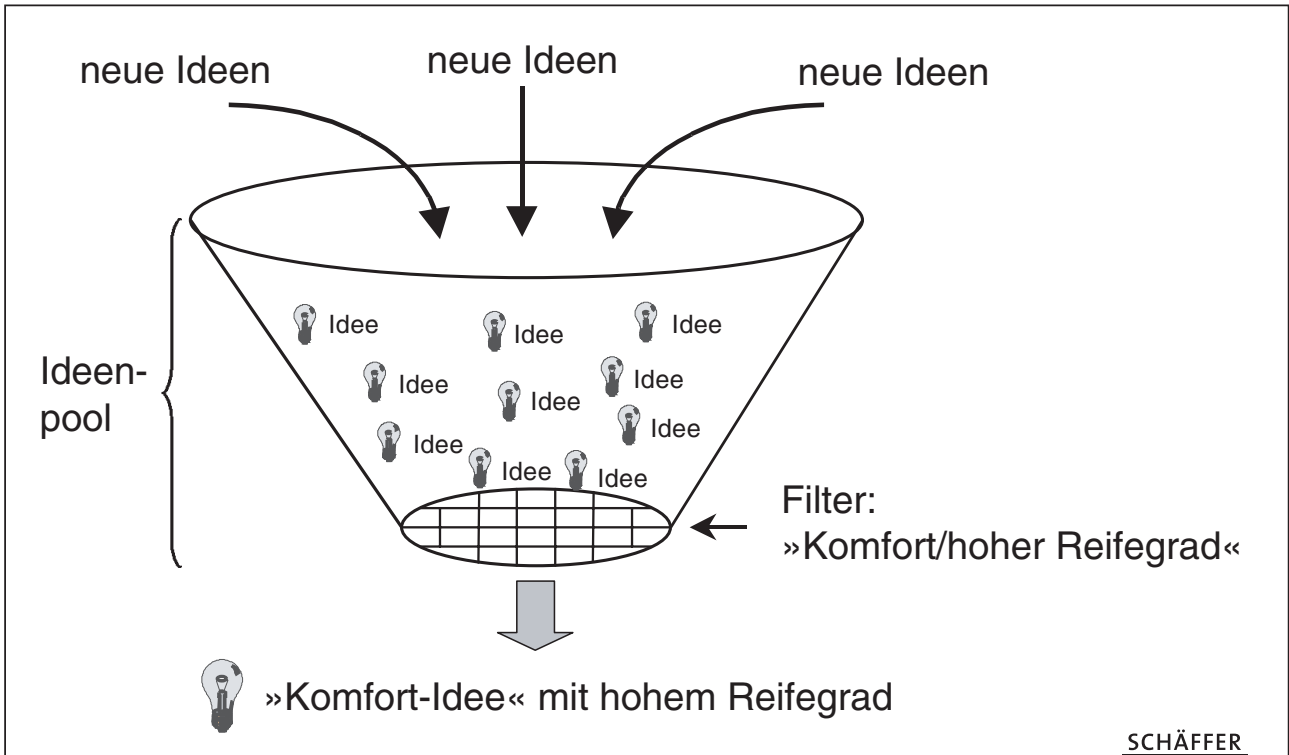 neue Ideen
neue Ideen
neue Ideen
Idee
Idee
Idee
Idee
Idee
Idee
Idee
Idee
Idee
Idee
Ideen-
pool
Filter:
»Komfort/hoher Reifegrad«
»Komfort-Idee« mit hohem Reifegrad
SCHÄFFER